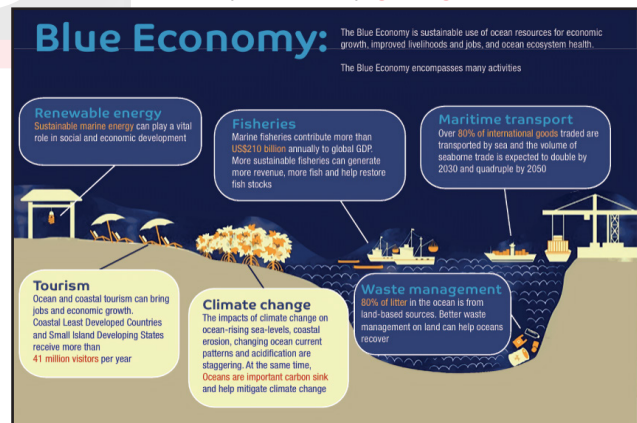 Blue Economy:
The Blue Economy is sustainable use of ocean resources for economic
growth, improved livelihoods and jobs, and ocean ecosystem health.
The Blue Economy encompasses many activities
Renewable energy
Sustainable marine energy can play a vital
role in social and economic development
Fisheries
Marine fisheries contribute more than
US$210 billion annually to global GDP.
More sustainable fisheries can generate
more revenue, more fish and help restore
fish stocks
Maritime transport
Over 80% of international goods traded are
transported by sea and the volume of
seaborne trade is expected to double by
2030 and quadruple by 2050
Tourism
Ocean and coastal tourism can bring
jobs and economic growth.
Coastal Least Developed Countries
and Small Island Developing States
receive more than
41 million visitors per year
Climate change
The impacts of climate change on
ocean-rising sea-levels, coastal
erosion, changing ocean current
patterns and acidification are
staggering. At the same time,
Oceans are important carbon sink
and help mitigate climate change
Waste management
80% of litter in the ocean is from
land-based sources. Better waste
management on land can help oceans
recover